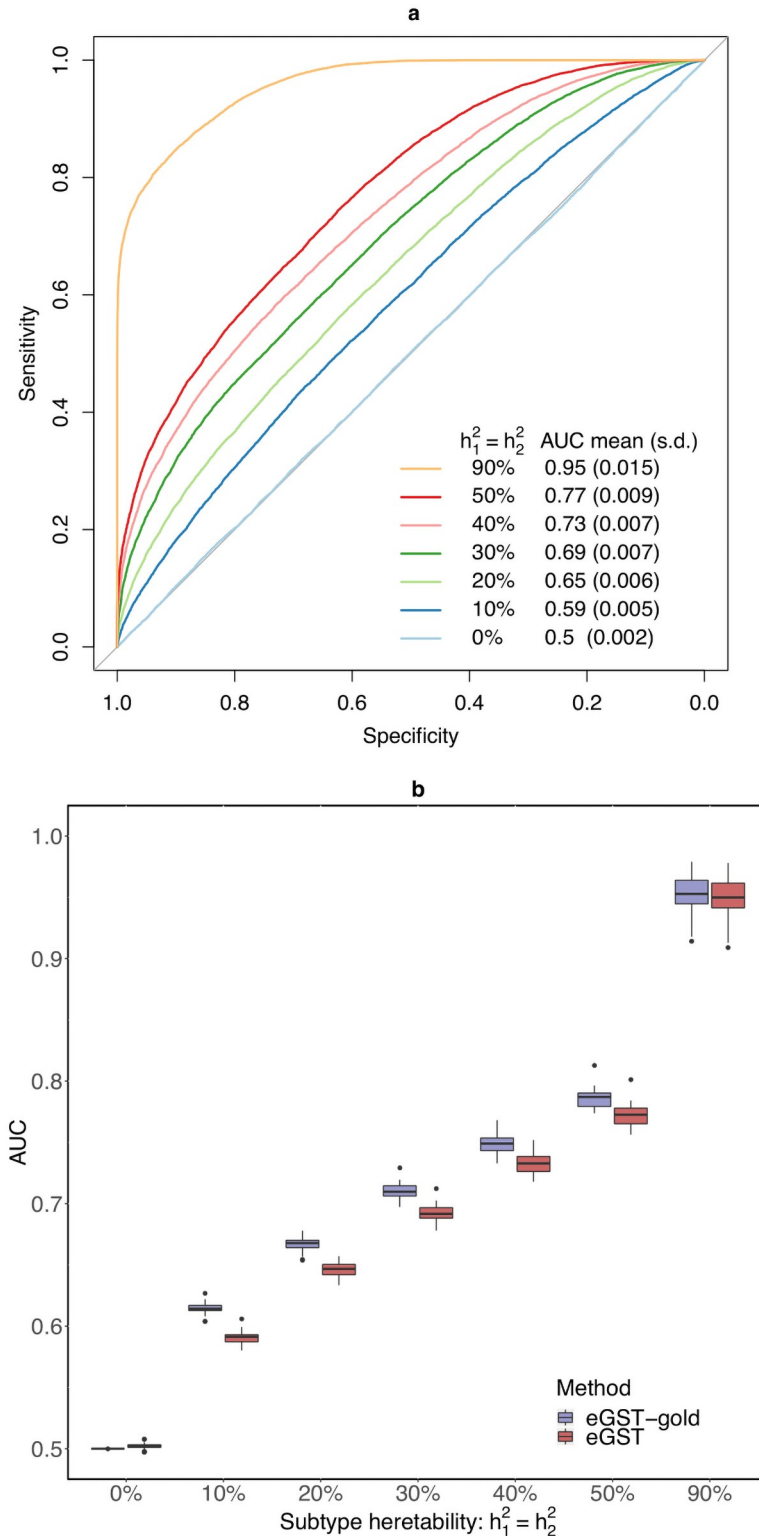 a
1.0
0.8
0.6
0.4
0.2
0.0
Sensitivity
h₁² = h₂² AUC mean (s.d.)
90% 0.95 (0.015)
50% 0.77 (0.009)
40% 0.73 (0.007)
30% 0.69 (0.007)
20% 0.65 (0.006)
10% 0.59 (0.005)
0% 0.5 (0.002)
1.0 0.8 0.6 0.4 0.2 0.0
Specificity
b
1.0
0.9
0.8
0.7
0.6
0.5
AUC
Method
eGST−gold
eGST
0% 10% 20% 30% 40% 50% 90%
Subtype heretability: h₁² = h₂²